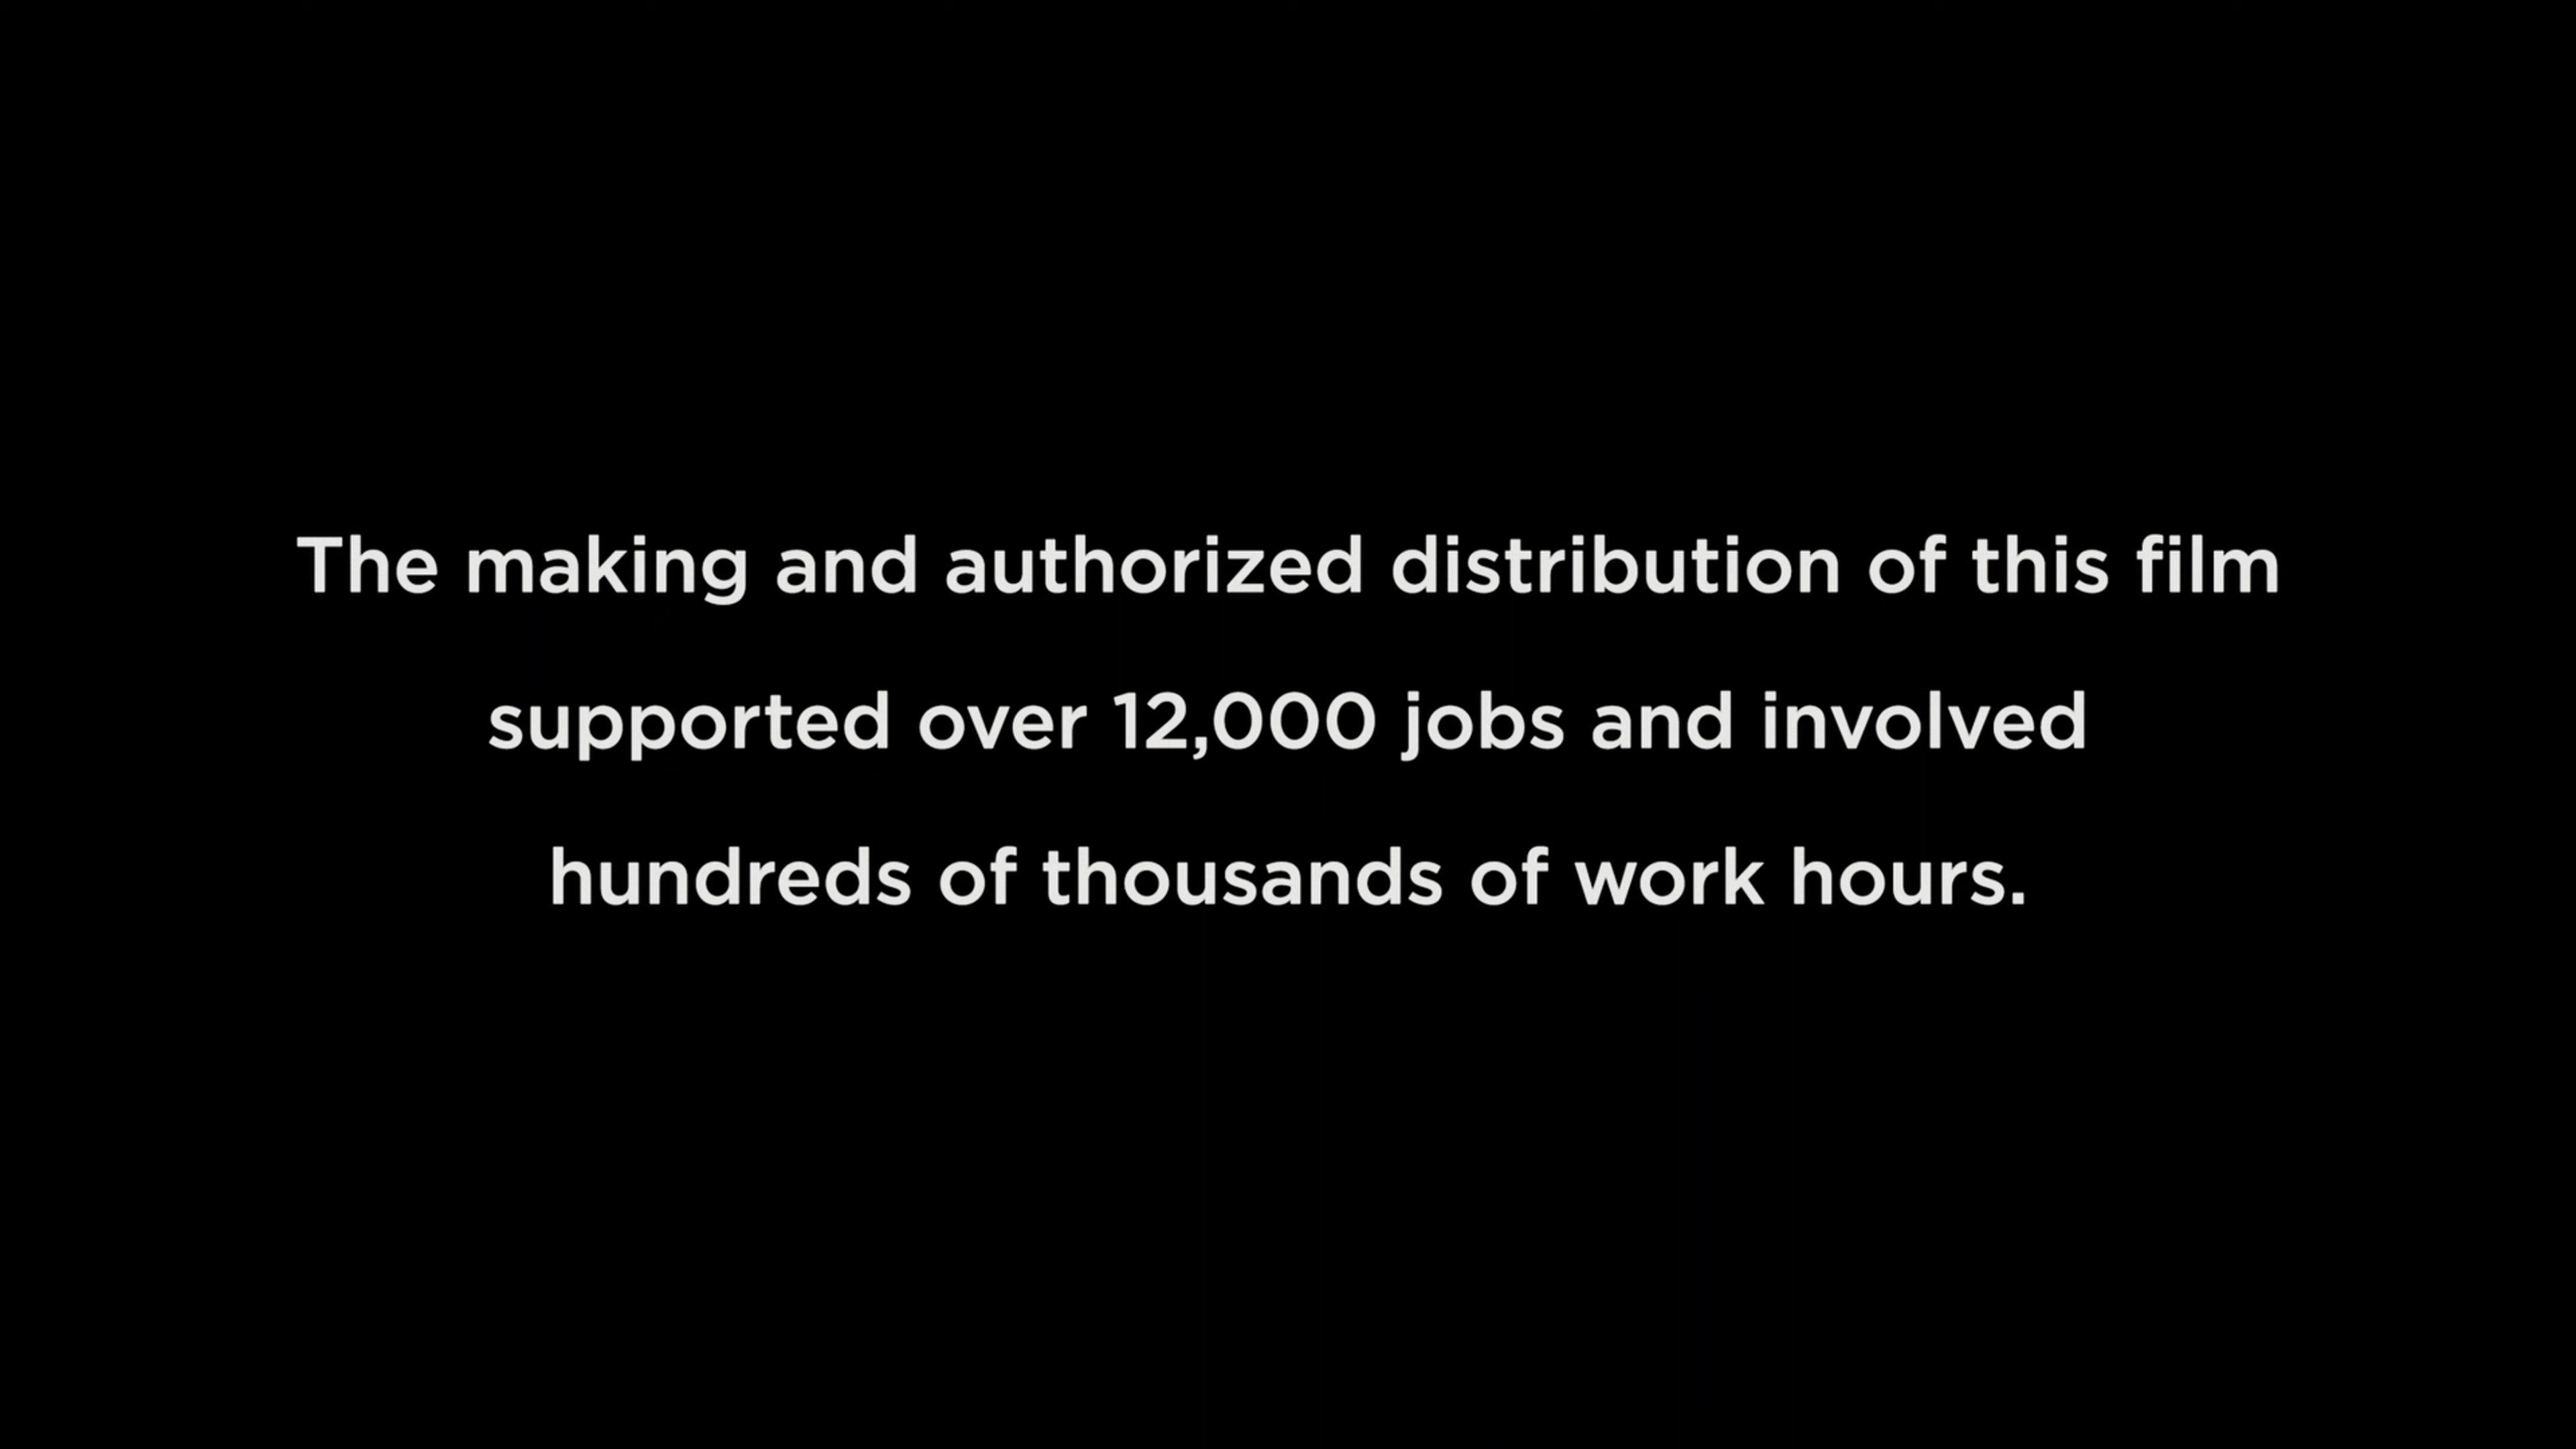 The making and authorized distribution of this film
supported over 12,000 jobs and involved
hundreds of thousands of work hours.